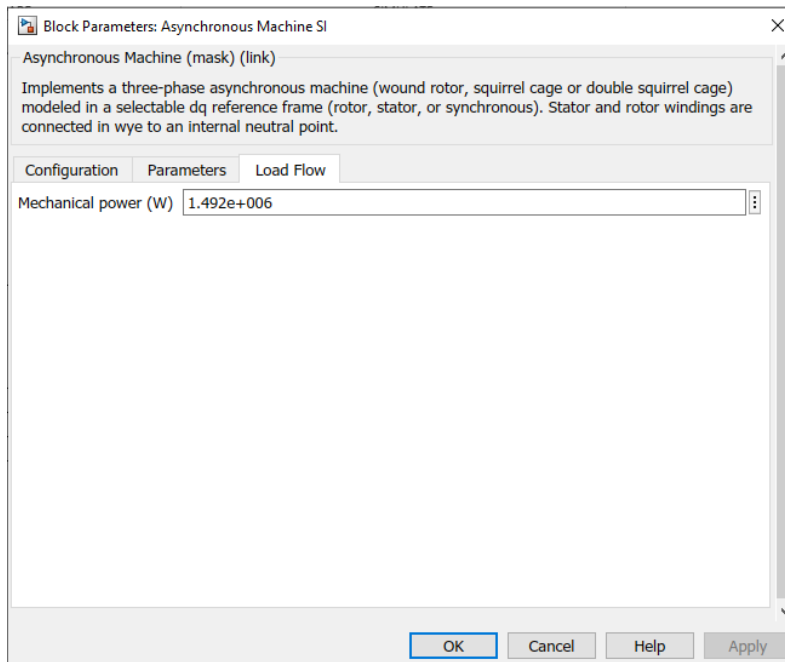 Block Parameters: Asynchronous Machine SI
Asynchronous Machine (mask) (link)
Implements a three-phase asynchronous machine (wound rotor, squirrel cage or double squirrel cage)
modeled in a selectable dq reference frame (rotor, stator, or synchronous). Stator and rotor windings are
connected in wye to an internal neutral point.
Configuration Parameters Load Flow
Mechanical power (W) 1.492e+006
OK Cancel Help Apply